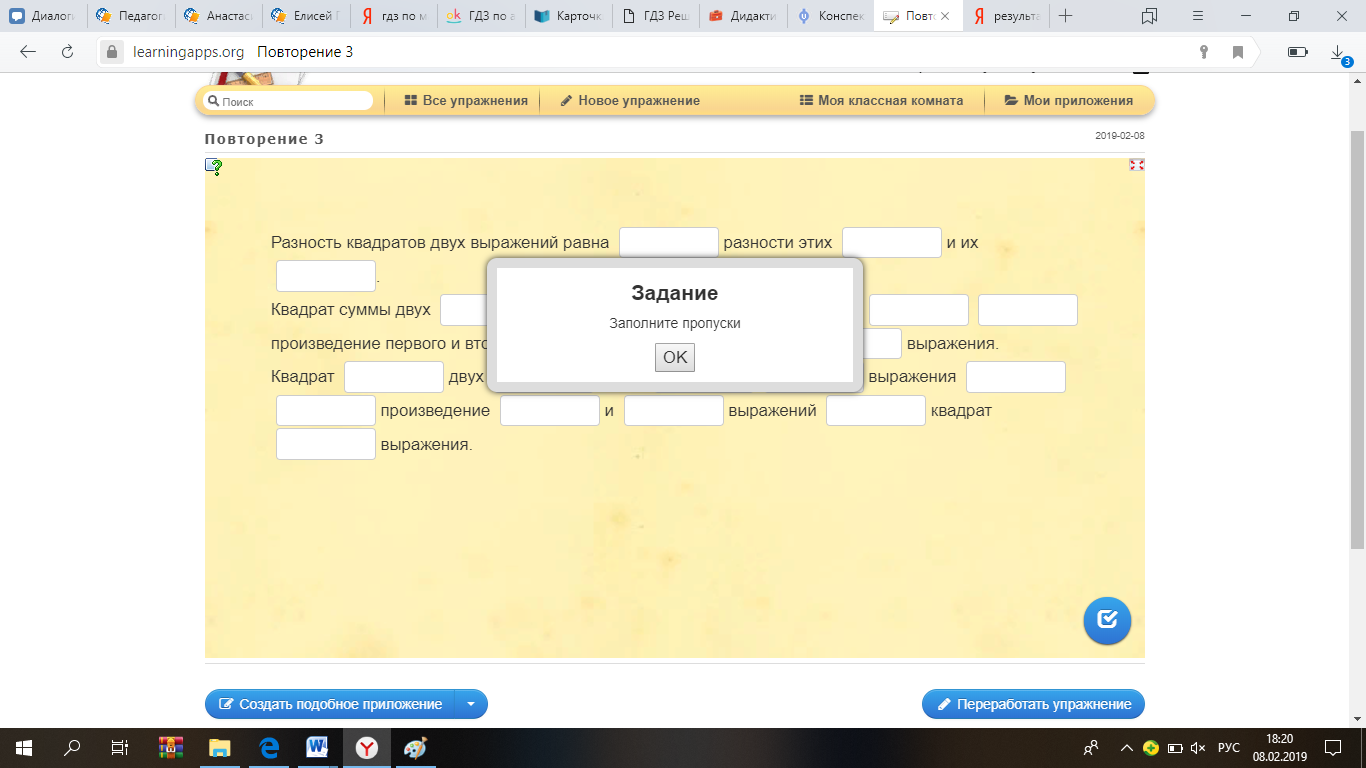 Диалоги
Педагог
Анастас
Елисей
гдз по м
ГДЗ по а
Карточк
ГДЗ Реш
Дидакти
Конспек
Повто
результа
learningapps.org Повторение 3
3
Поиск
Все упражнения
Новое упражнение
Моя классная комната
Мои приложения
Повторение 3
2019-02-08
Разность квадратов двух выражений равна разности этих и их
.
Квадрат суммы двух
произведение первого и вто выражения.
Квадрат двух выражения
произведение и выражений квадрат
выражения.
Задание
Заполните пропуски
OK
Создать подобное приложение
Переработать упражнение
РУС
18:20
08.02.2019